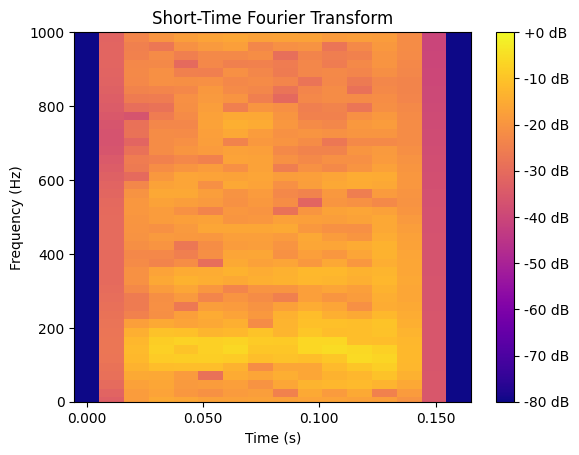 Short-Time Fourier Transform
1000
800
600
400
200
0
Frequency (Hz)
0.000
0.050
0.100
0.150
Time (s)
+0 dB
-10 dB
-20 dB
-30 dB
-40 dB
-50 dB
-60 dB
-70 dB
-80 dB